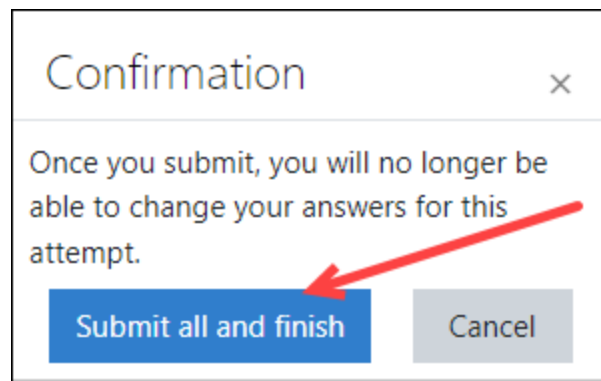 Confirmation
×
Once you submit, you will no longer be
able to change your answers for this
attempt.
Submit all and finish
Cancel